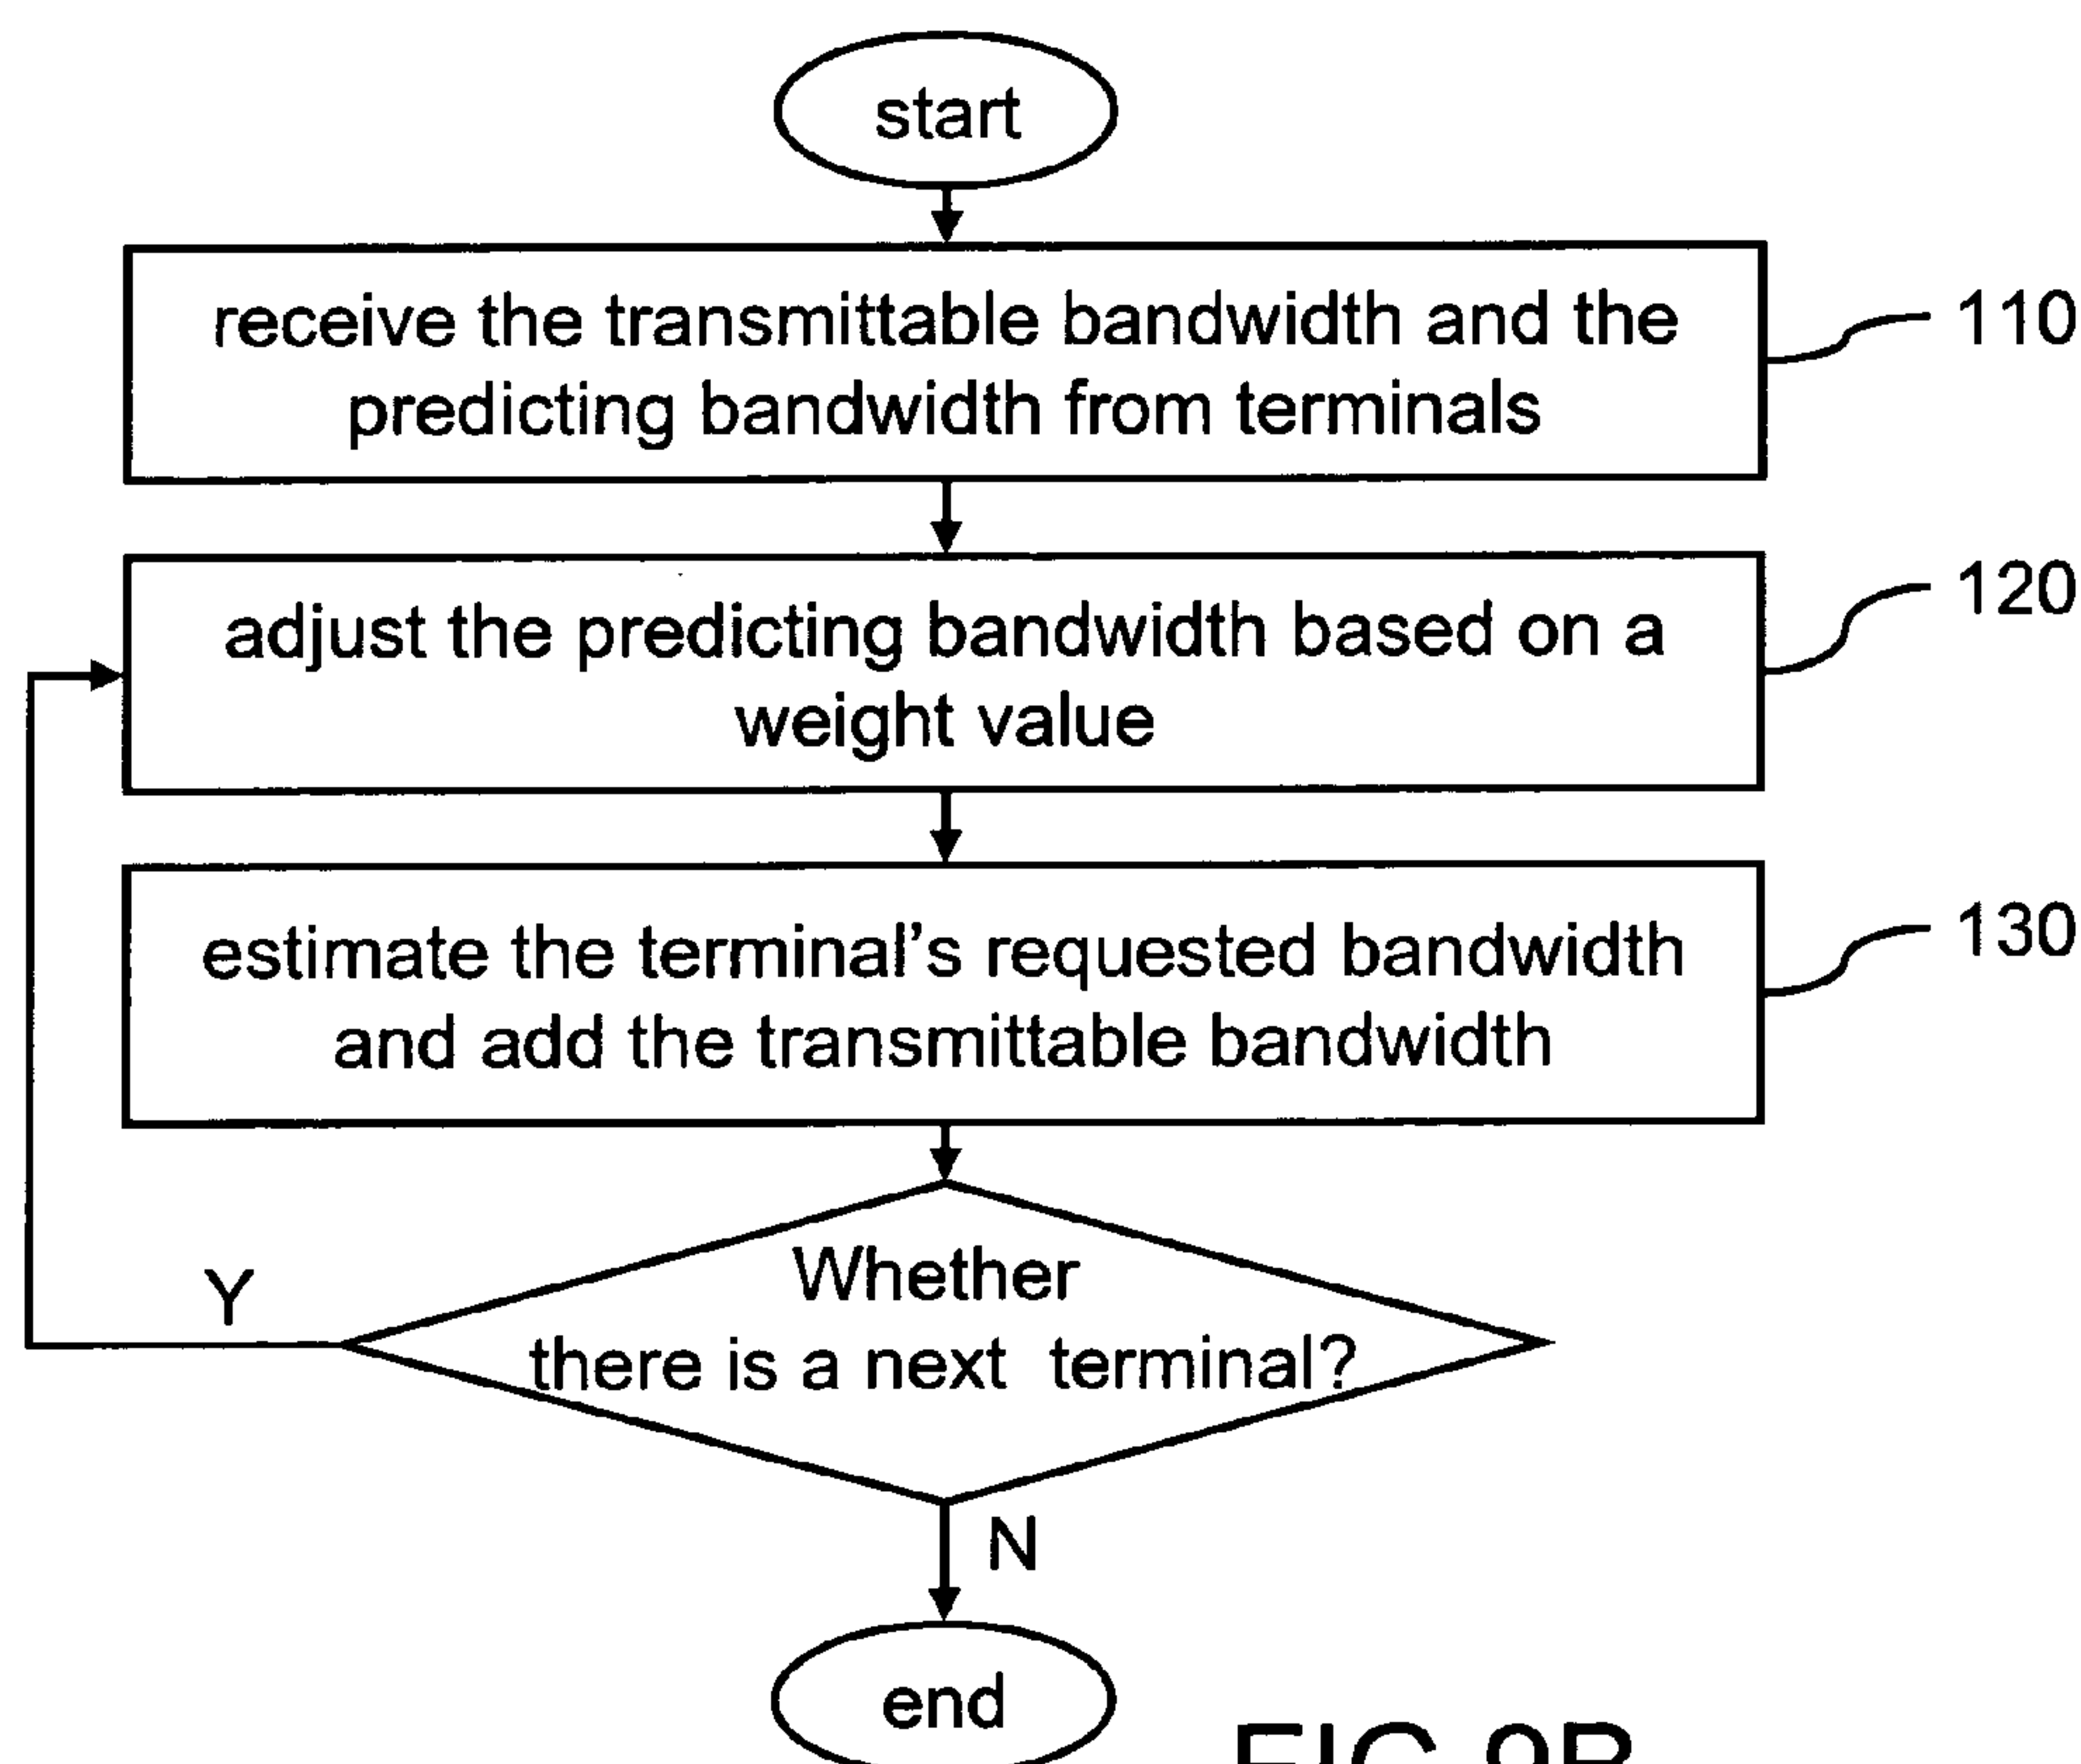 start
receive the transmittable bandwidth and the
predicting bandwidth from terminals
110
adjust the predicting bandwidth based on a
weight value
120
estimate the terminal's requested bandwidth
and add the transmittable bandwidth
130
Whether
there is a next terminal?
Y
N
end
FIG 9B